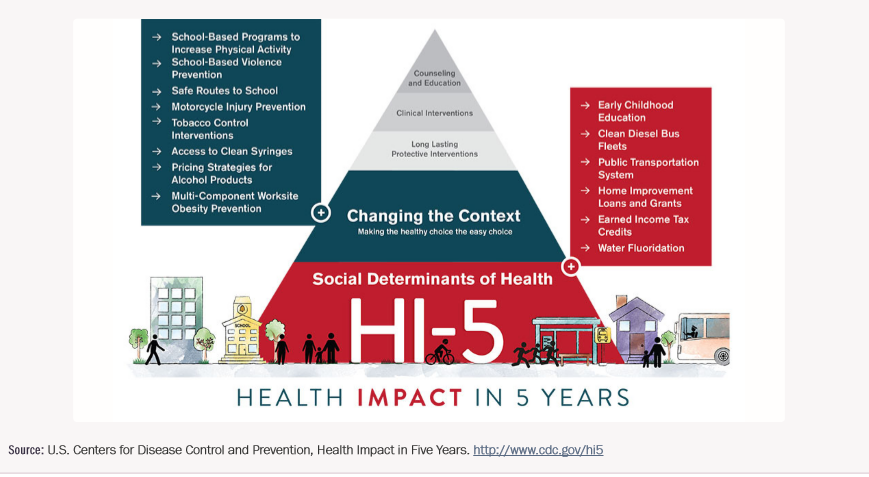 → School-Based Programs to
Increase Physical Activity
→ School-Based Violence
Prevention
→ Safe Routes to School
→ Motorcycle Injury Prevention
→ Tobacco Control
Interventions
→ Access to Clean Syringes
→ Pricing Strategies for
Alcohol Products
→ Multi-Component Worksite
Obesity Prevention
Counseling
and Education
Clinical Interventions
Long Lasting
Protective Interventions
Changing the Context
Making the healthy choice the easy choice
→ Early Childhood
Education
→ Clean Diesel Bus
Fleets
→ Public Transportation
System
→ Home Improvement
Loans and Grants
→ Earned Income Tax
Credits
→ Water Fluoridation
Social Determinants of Health
HI-5
SCHOOL
HEALTH IMPACT IN 5 YEARS
Source: U.S. Centers for Disease Control and Prevention, Health Impact in Five Years. http://www.cdc.gov/hi5